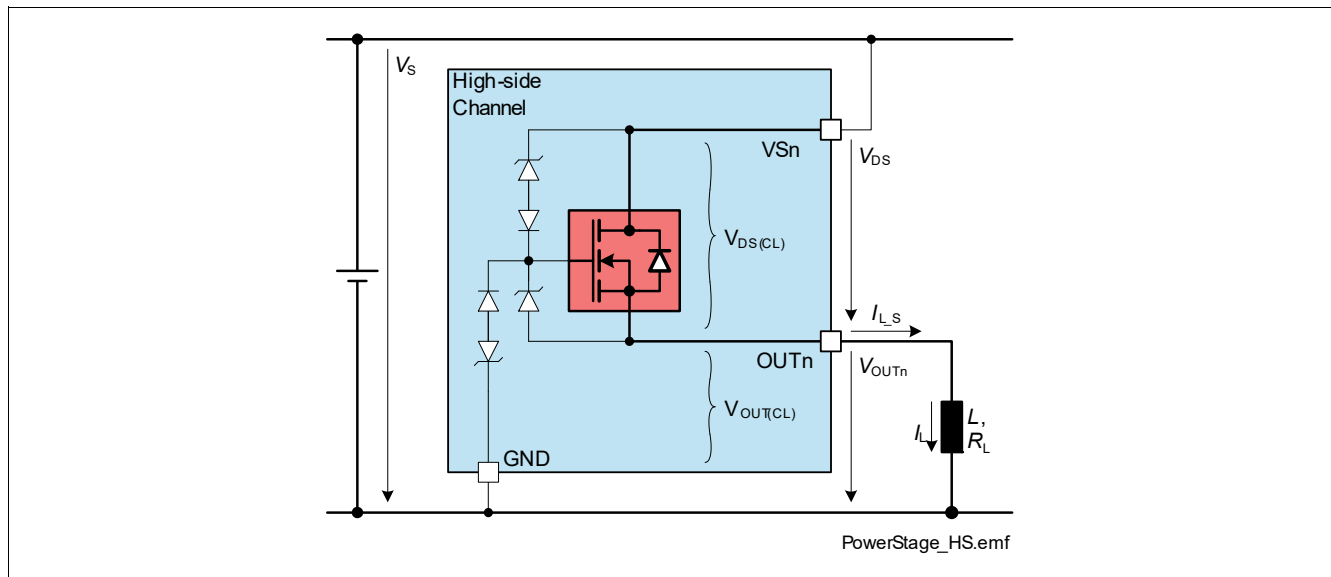 VS
High-side
Channel
VSn
VDS
VDS(CL)
IL_S
OUTn
VOUTn
VOUT(CL)
L,
IL
RL
GND
PowerStage_HS.emf